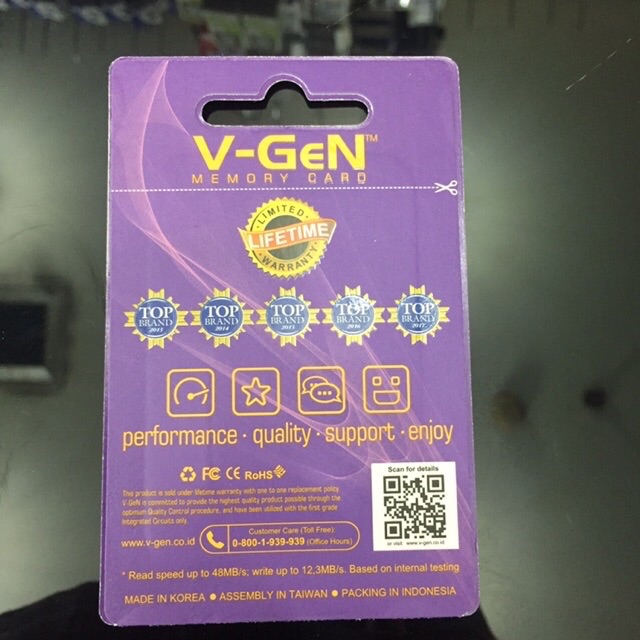 V-GeN™
MEMORY CARD
LIMITED
LIFETIME
WARRANTY
TOP BRAND 2013
TOP BRAND 2014
TOP BRAND 2015
TOP BRAND 2016
TOP BRAND 2017
performance · quality · support · enjoy
FC CE RoHS
This product is sold under lifetime warranty with one to one replacement policy.
V-GeN is committed to provide the highest quality product possible through the
optimum Quality Control procedure, and have been utilized with the first grade
Integrated Circuits only.
Scan for details
or visit www.v-gen.co.id
www.v-gen.co.id
Customer Care (Toll Free):
0-800-1-939-939 (Office Hours)
* Read speed up to 48MB/s; write up to 12,3MB/s. Based on internal testing
MADE IN KOREA ● ASSEMBLY IN TAIWAN ● PACKING IN INDONESIA